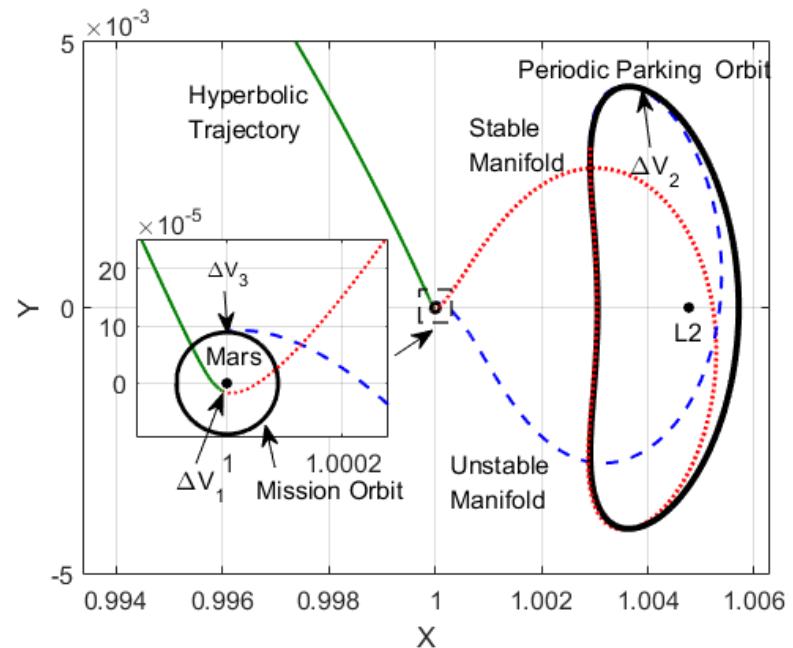 ×10⁻³
5
Periodic Parking Orbit
Hyperbolic
Trajectory
Stable
Manifold
ΔV₂
×10⁻⁵
20
10
0
ΔV₃
Mars
1
1.0002
ΔV₁
Mission Orbit
L2
Unstable
Manifold
Y
0
-5
0.994
0.996
0.998
1
1.002
1.004
1.006
X